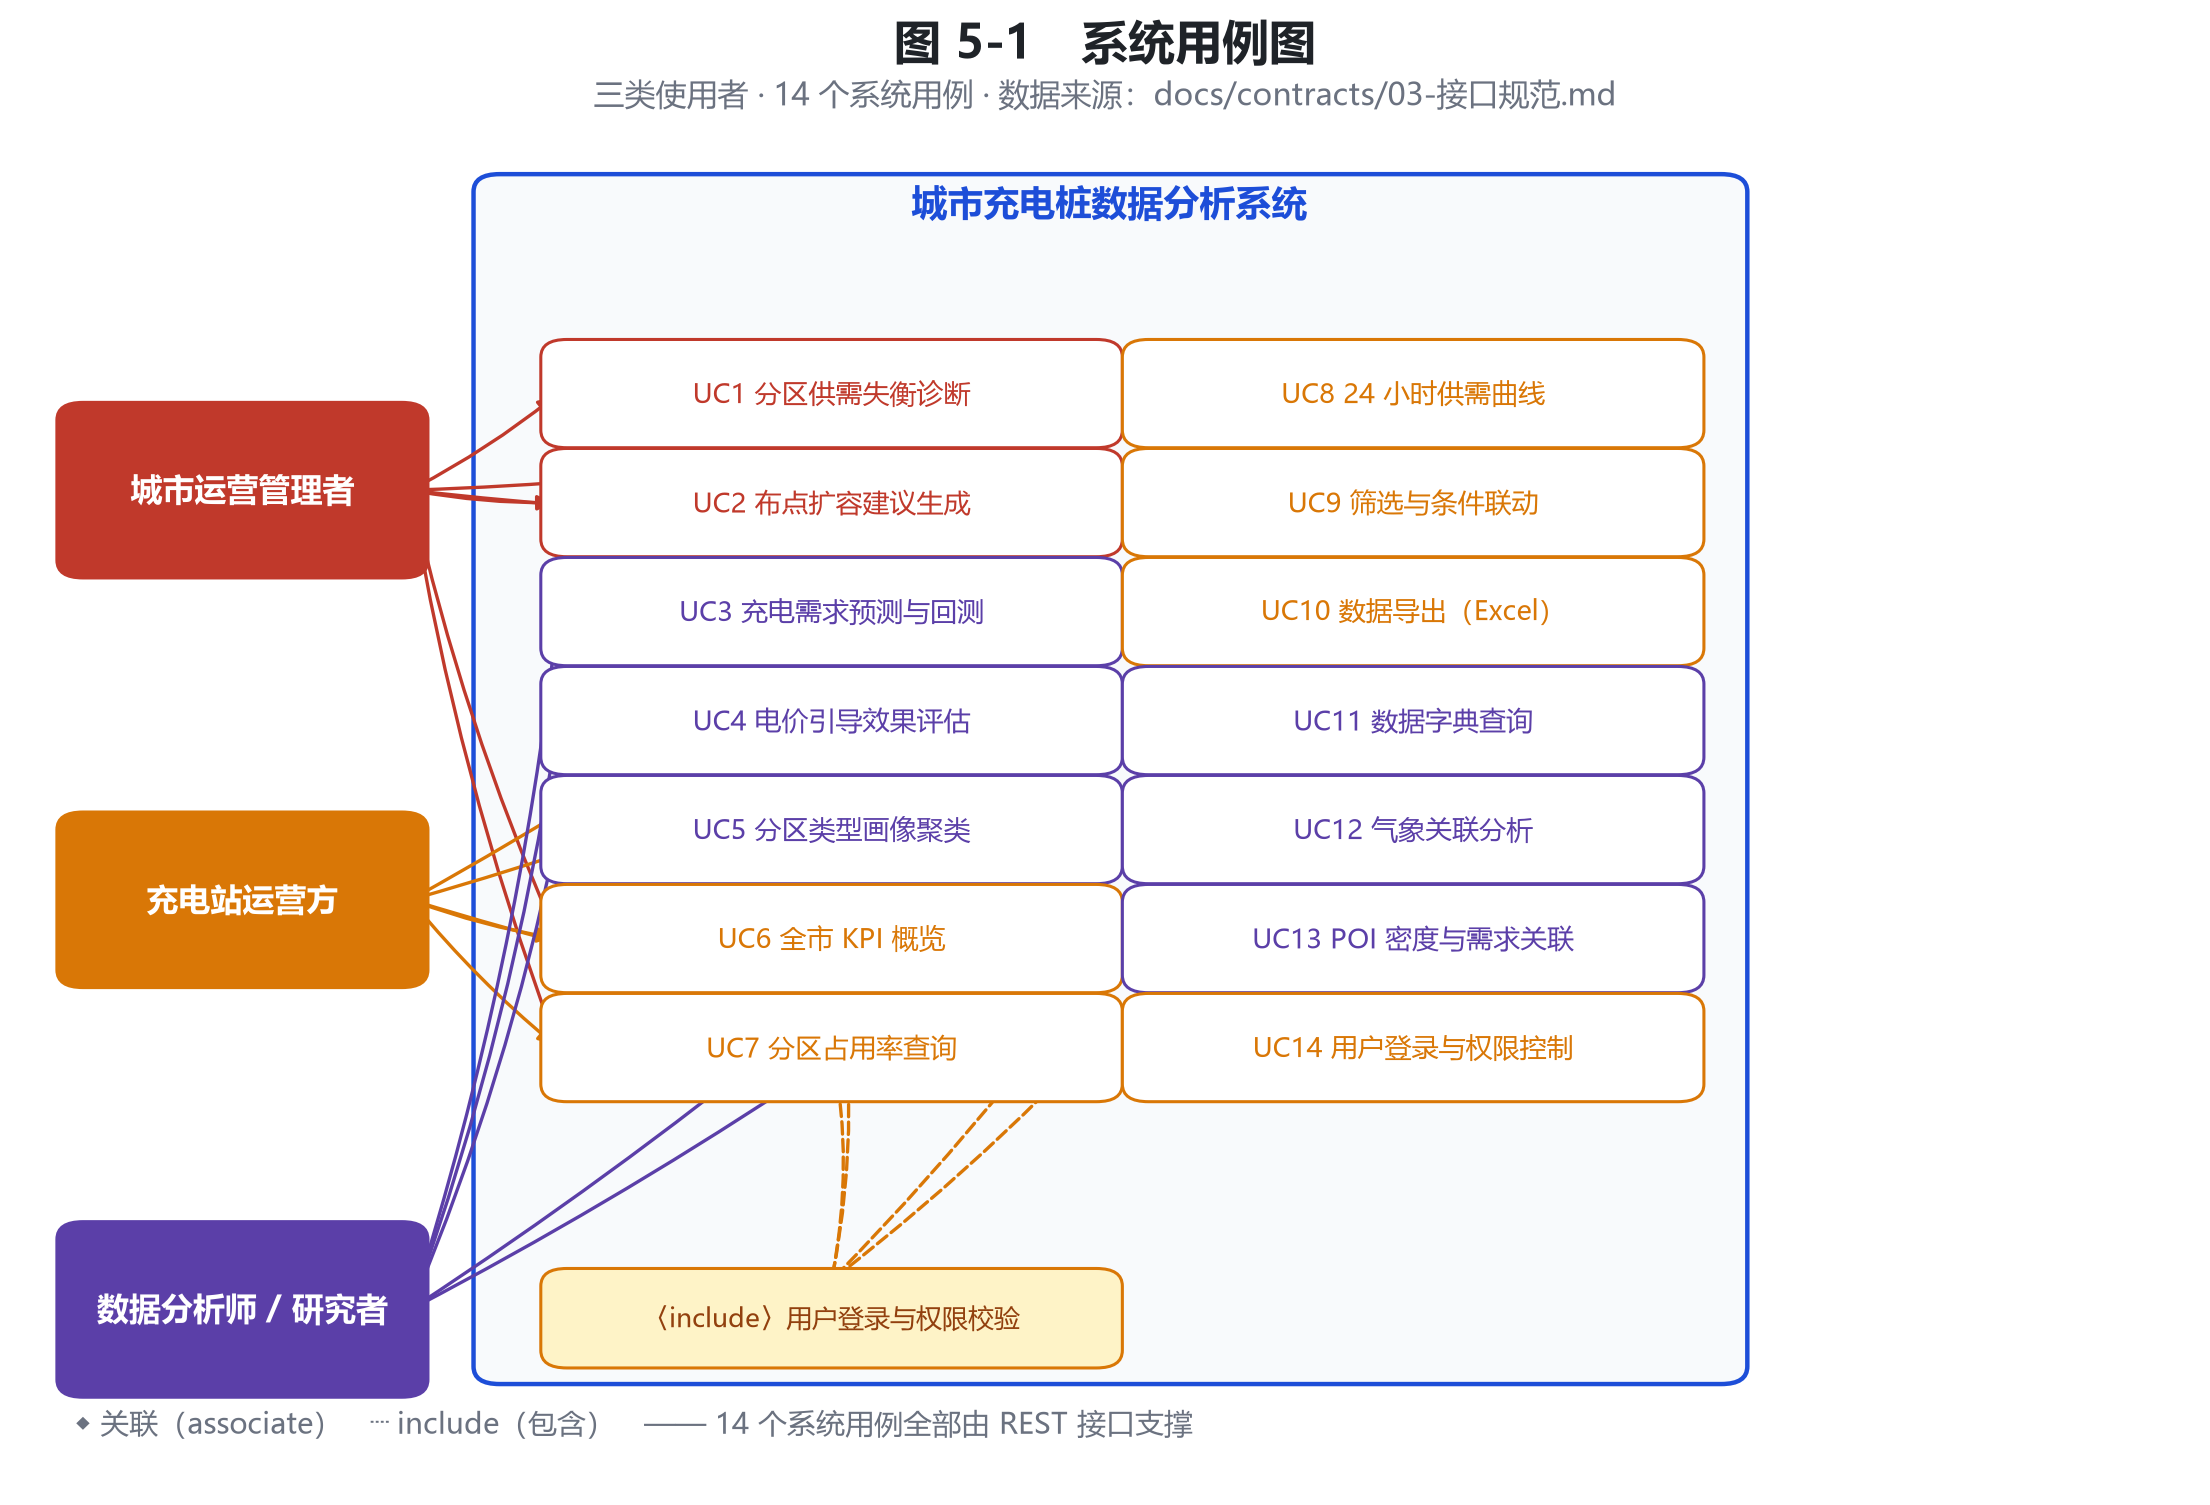 图 5-1 系统用例图
三类使用者 · 14 个系统用例 · 数据来源：docs/contracts/03-接口规范.md
城市充电桩数据分析系统
城市运营管理者
充电站运营方
数据分析师 / 研究者
UC1 分区供需失衡诊断
UC2 布点扩容建议生成
UC3 充电需求预测与回测
UC4 电价引导效果评估
UC5 分区类型画像聚类
UC6 全市 KPI 概览
UC7 分区占用率查询
UC8 24 小时供需曲线
UC9 筛选与条件联动
UC10 数据导出（Excel）
UC11 数据字典查询
UC12 气象关联分析
UC13 POI 密度与需求关联
UC14 用户登录与权限控制
〈include〉用户登录与权限校验
◆ 关联（associate） ┈ include（包含） —— 14 个系统用例全部由 REST 接口支撑